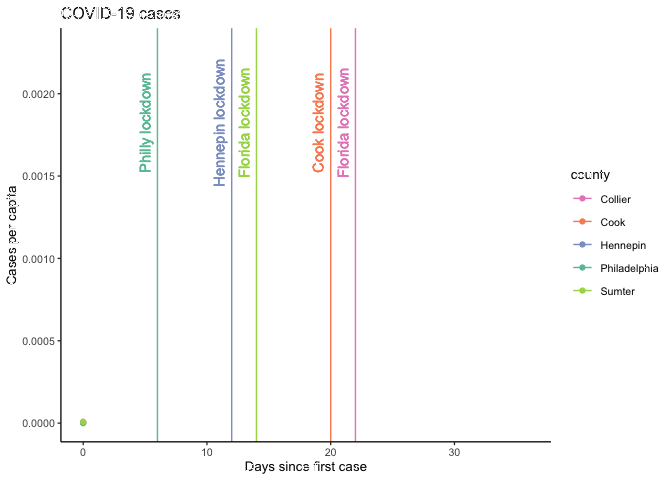 COVID-19 cases
Cases per capita
0.0020
0.0015
0.0010
0.0005
0.0000
Philly lockdown
Hennepin lockdown
Florida lockdown
Cook lockdown
Florida lockdown
0
10
20
30
Days since first case
county
Collier
Cook
Hennepin
Philadelphia
Sumter